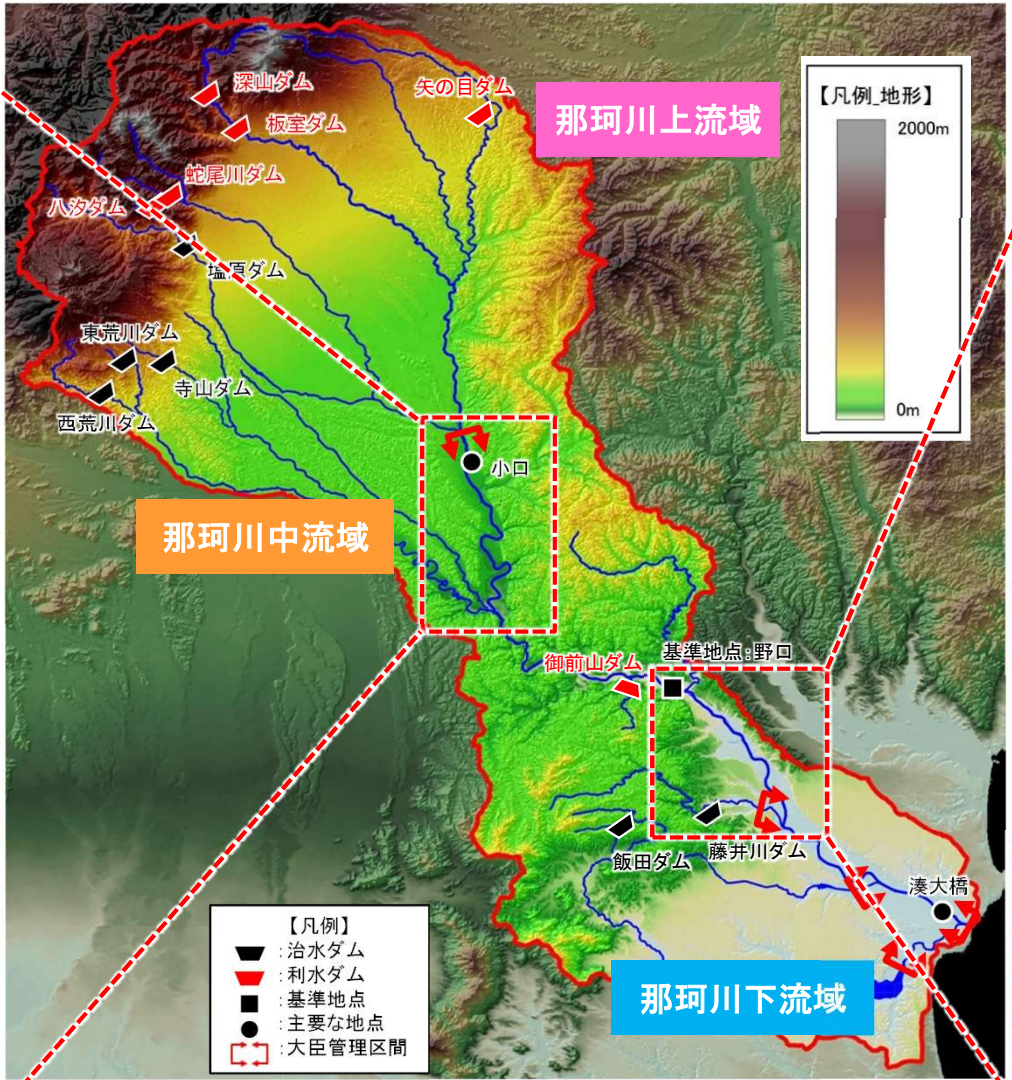 深山ダム
矢の目ダム
板室ダム
那珂川上流域
【凡例_地形】
2000m
0m
蛇尾川ダム
八汐ダム
塩原ダム
東荒川ダム
寺山ダム
西荒川ダム
小口
那珂川中流域
御前山ダム
基準地点:野口
飯田ダム
藤井川ダム
湊大橋
那珂川下流域
【凡例】
:治水ダム
:利水ダム
:基準地点
:主要な地点
:大臣管理区間